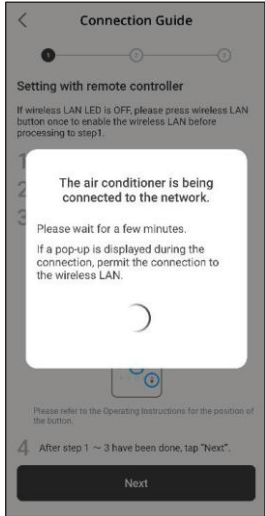 Connection Guide
1
2
3
Setting with remote controller
If wireless LAN LED is OFF, please press wireless LAN
button once to enable the wireless LAN before
processing to step1.
1
2
3
The air conditioner is being
connected to the network.
Please wait for a few minutes.
If a pop-up is displayed during the
connection, permit the connection to
the wireless LAN.
Please refer to the Operating Instructions for the position of
the button.
4 After step 1 ~ 3 have been done, tap "Next".
Next